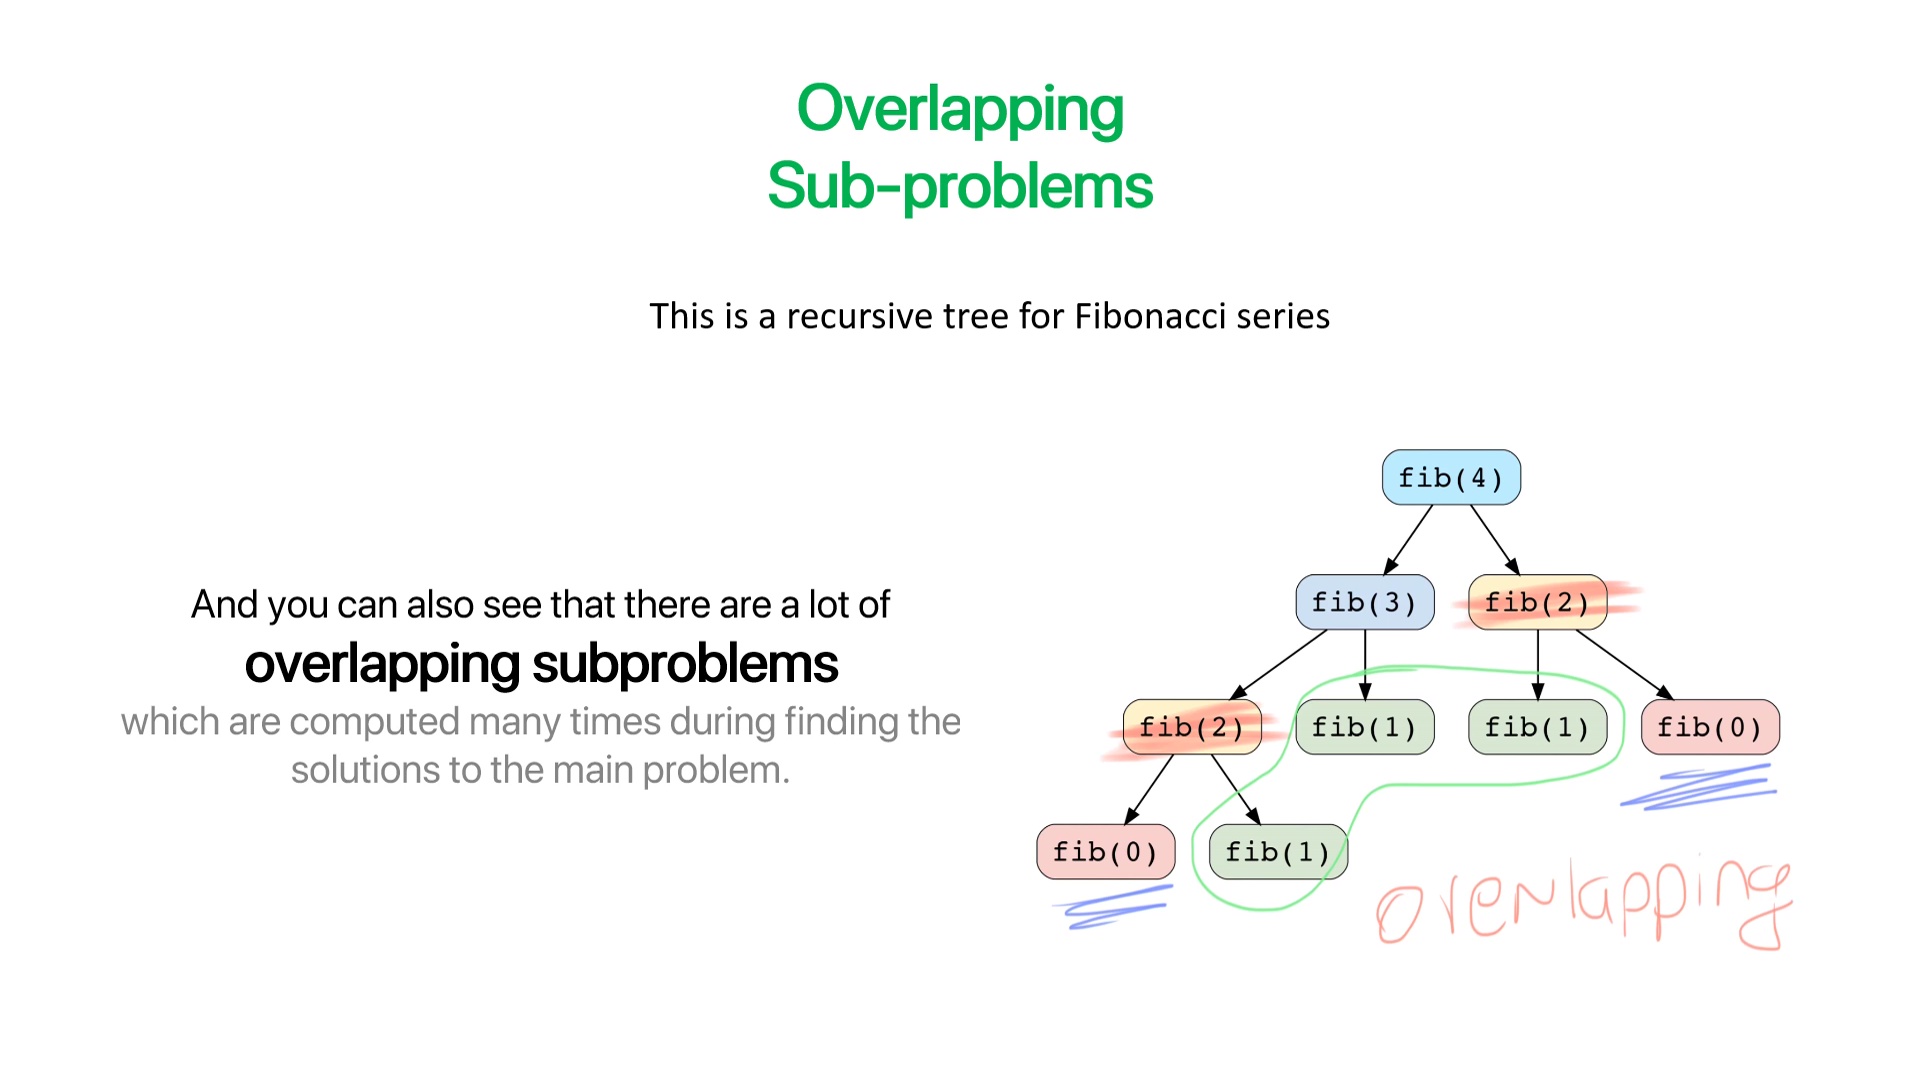 Overlapping
Sub-problems
This is a recursive tree for Fibonacci series
And you can also see that there are a lot of
overlapping subproblems
which are computed many times during finding the
solutions to the main problem.
fib(4)
fib(3) fib(2)
fib(2) fib(1) fib(1) fib(0)
fib(0) fib(1)
overlapping